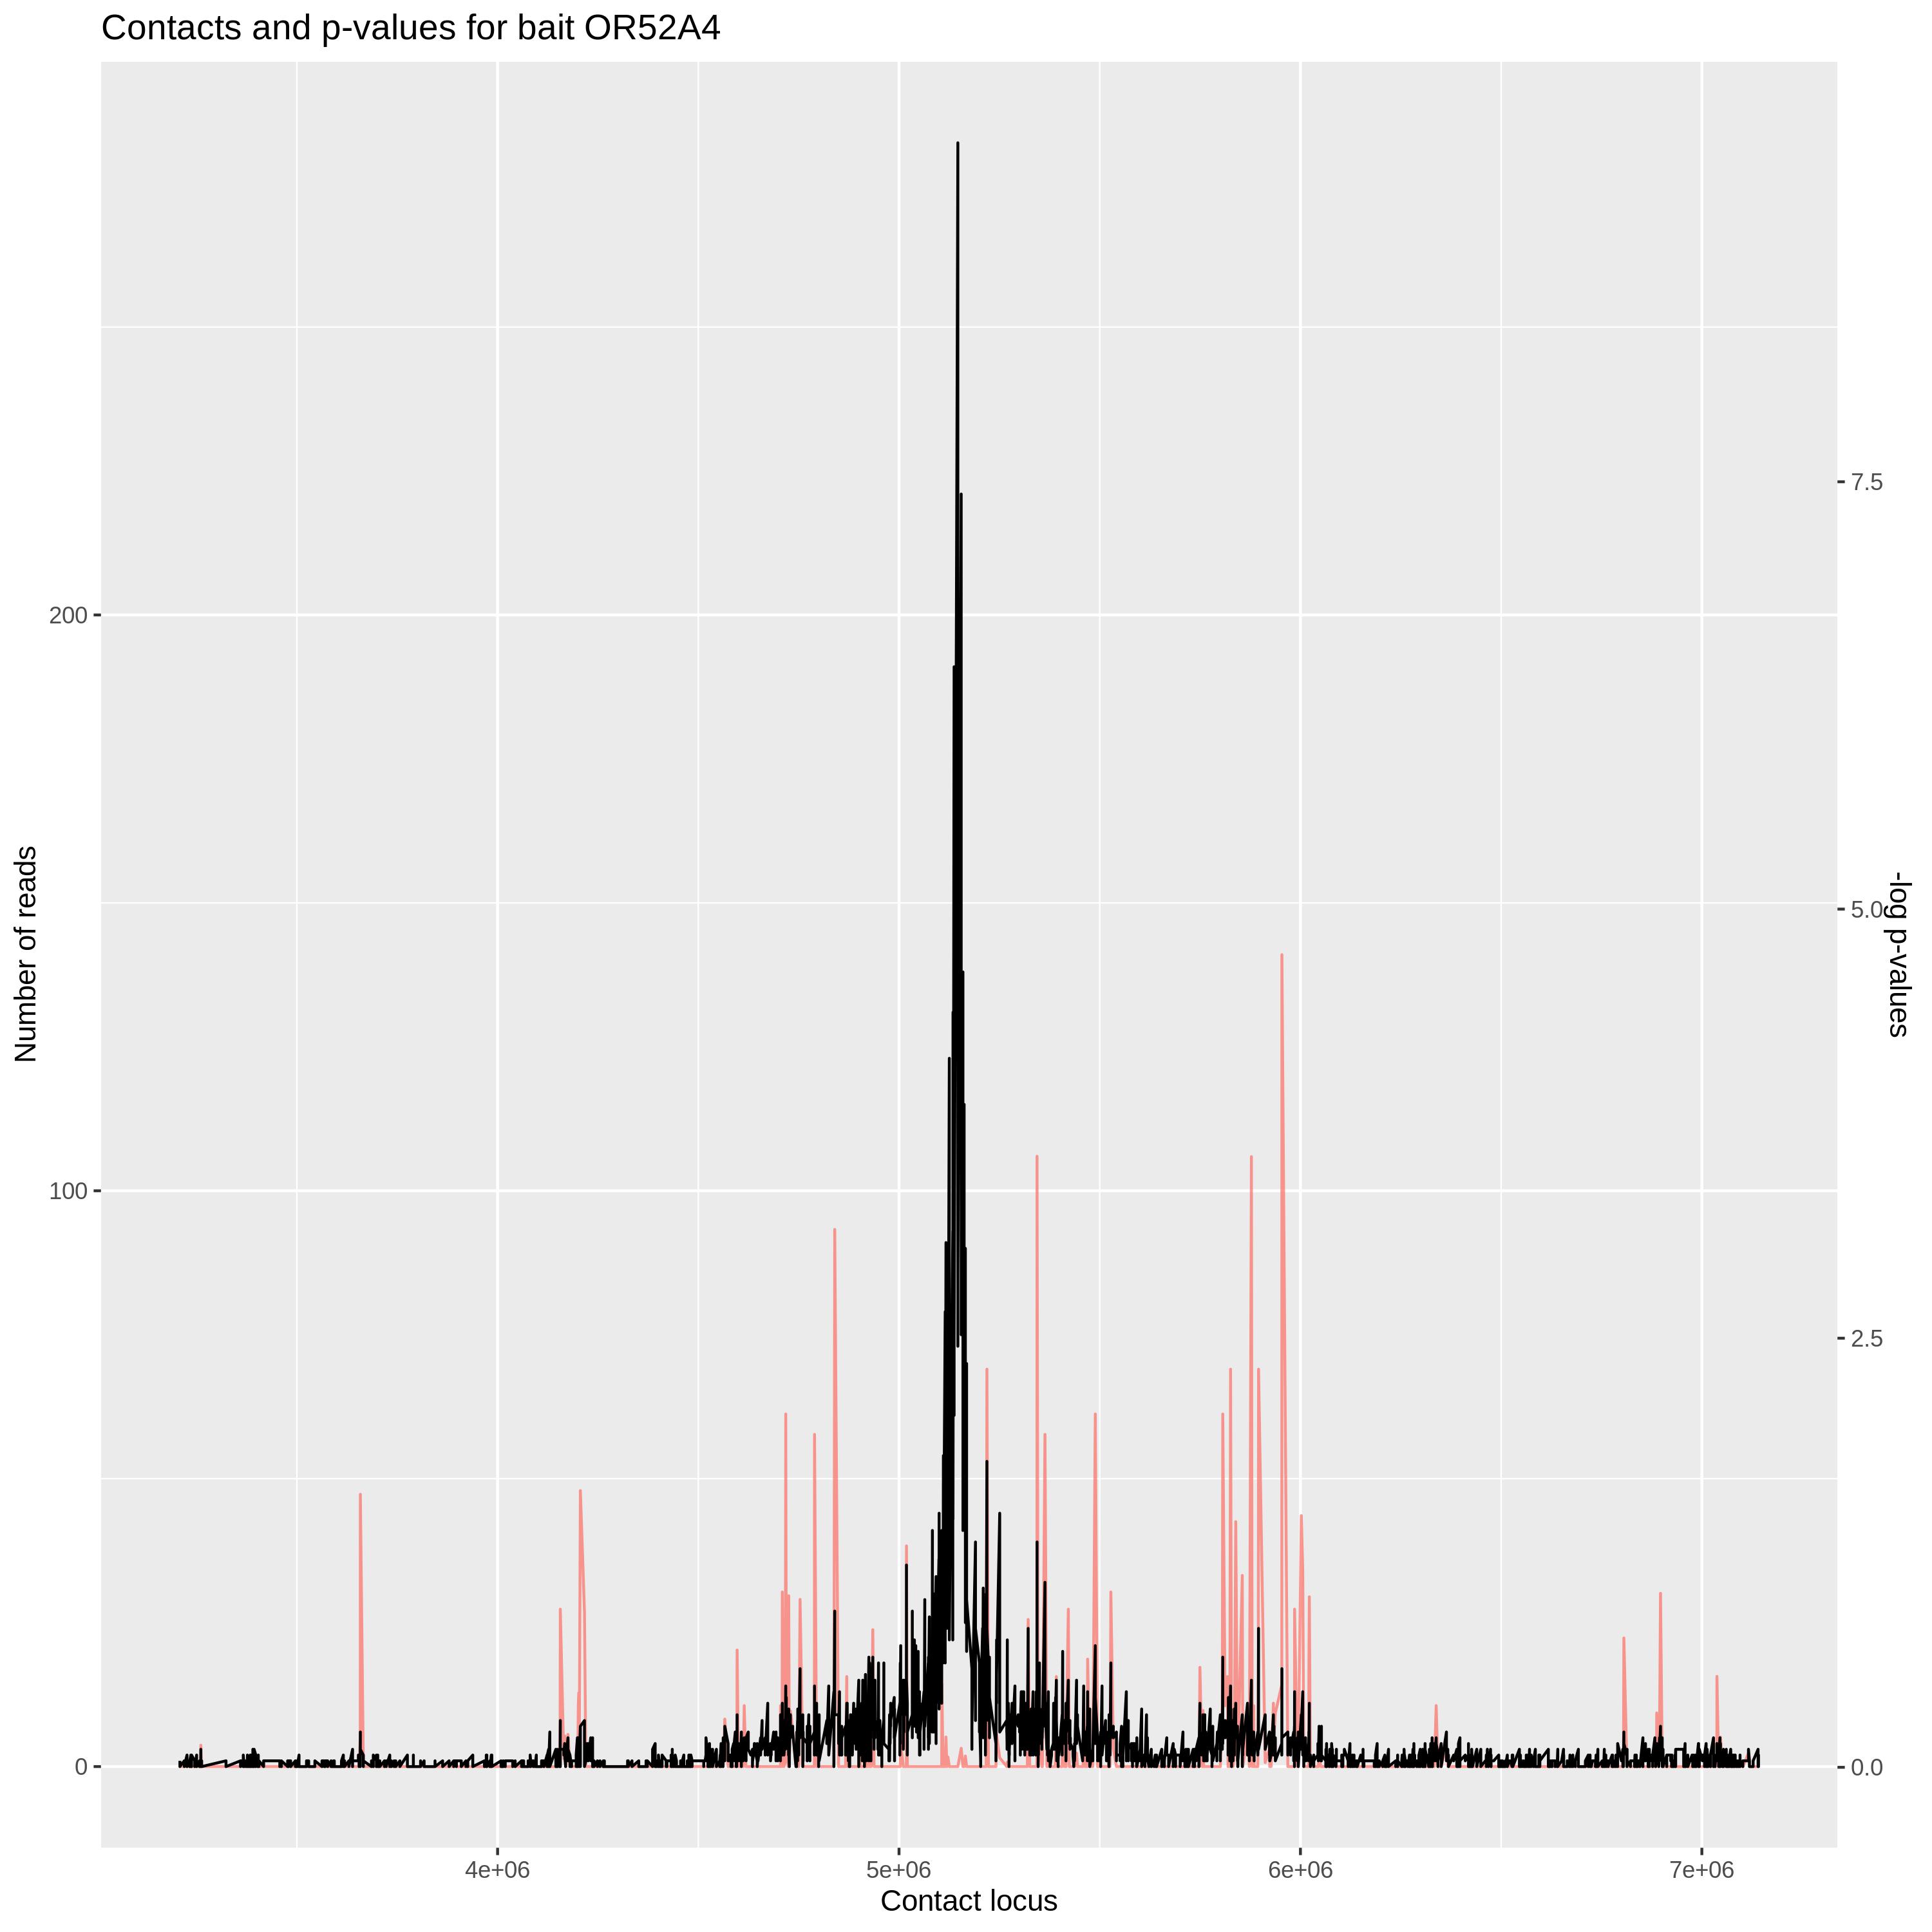 Contacts and p-values for bait OR52A4
Number of reads
200
100
0
7.5
5.0
2.5
0.0
-log p-values
4e+06
5e+06
6e+06
7e+06
Contact locus